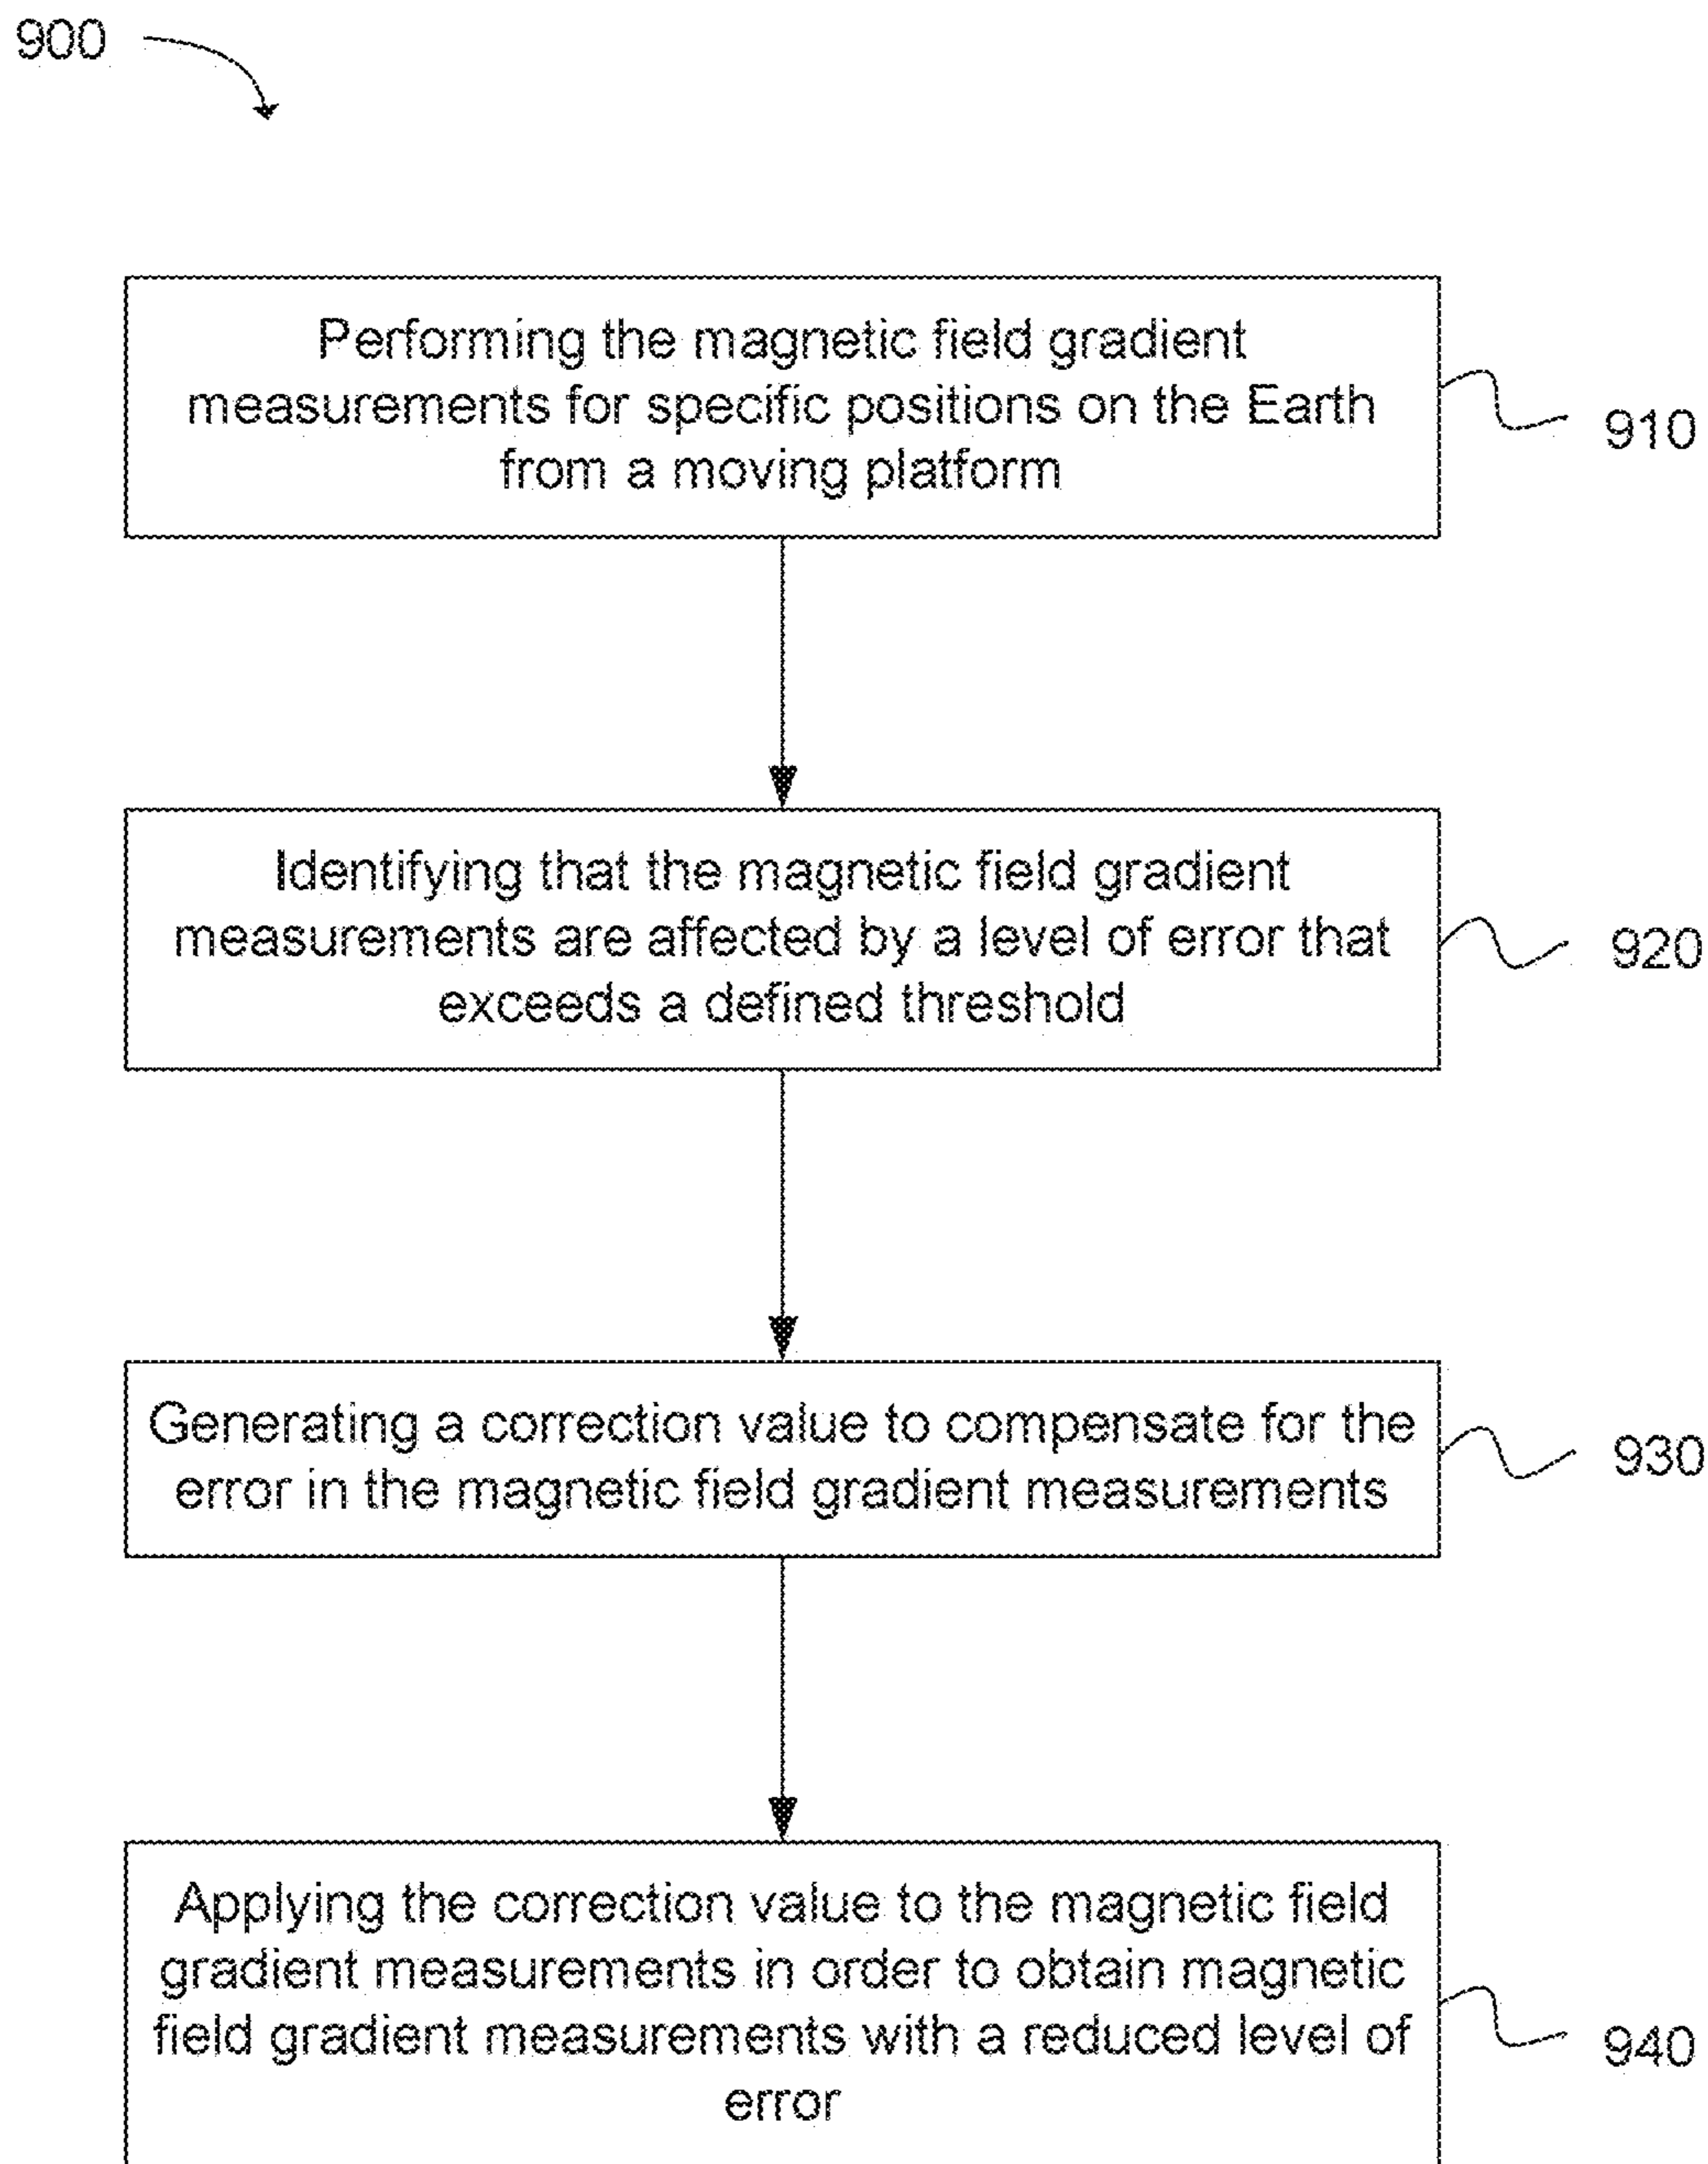 900
Performing the magnetic field gradient
measurements for specific positions on the Earth
from a moving platform
910
Identifying that the magnetic field gradient
measurements are affected by a level of error that
exceeds a defined threshold
920
Generating a correction value to compensate for the
error in the magnetic field gradient measurements
930
Applying the correction value to the magnetic field
gradient measurements in order to obtain magnetic
field gradient measurements with a reduced level of
error
940